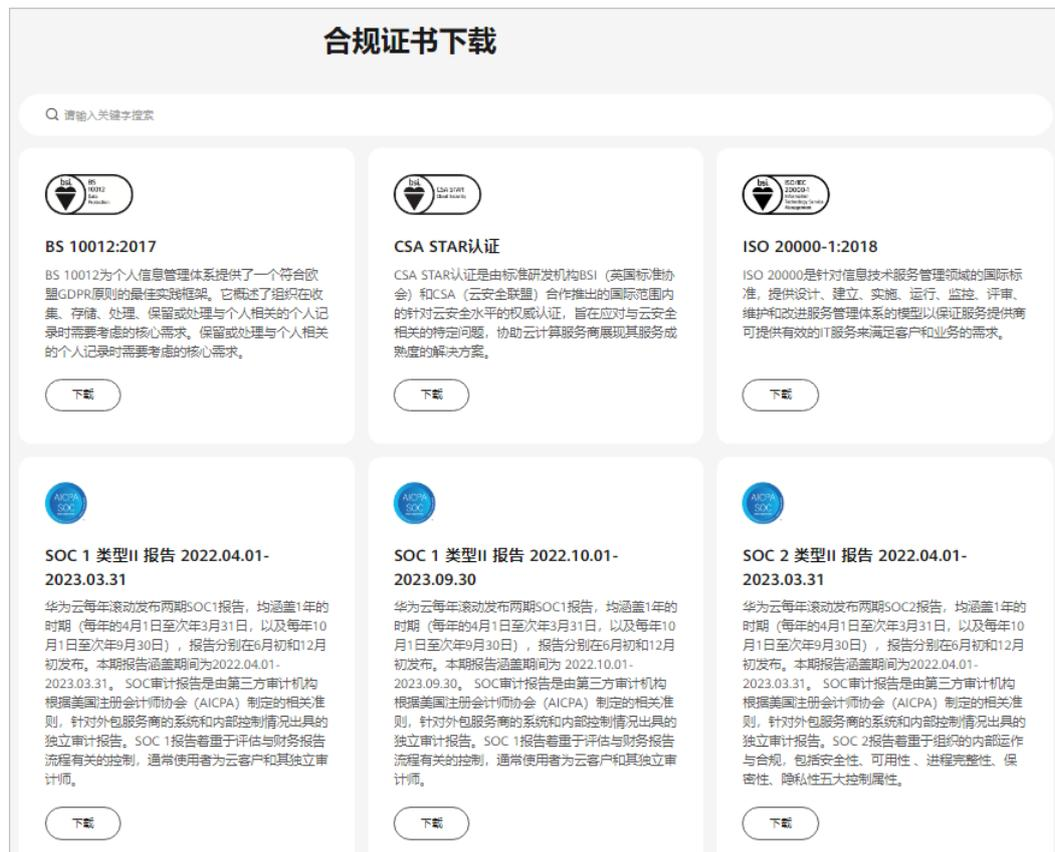 合规证书下载
请输入关键字搜索
bsi.
BS
10012
Data
Protection
BS 10012:2017
BS 10012为个人信息管理体系提供了一个符合欧
盟GDPR原则的最佳实践框架。它概述了组织在收
集、存储、处理、保留或处理与个人相关的个人记
录时需要考虑的核心需求。保留或处理与个人相关
的个人记录时需要考虑的核心需求。
下载
bsi.
CSA STAR
Cloud Security
CSA STAR认证
CSA STAR认证是由标准研发机构BSI（英国标准协
会）和CSA（云安全联盟）合作推出的国际范围内
的针对云安全水平的权威认证，旨在应对与云安全
相关的特定问题，协助云计算服务商展现其服务成
熟度的解决方案。
下载
bsi.
ISO/IEC
20000-1
Information
Technology Service
Management
ISO 20000-1:2018
ISO 20000是针对信息技术服务管理领域的国际标
准，提供设计、建立、实施、运行、监控、评审、
维护和改进服务管理体系的模型以保证服务提供商
可提供有效的IT服务来满足客户和业务的需求。
下载
AICPA
SOC
SOC 1 类型II 报告 2022.04.01-
2023.03.31
华为云每年滚动发布两期SOC1报告，均涵盖1年的
时期（每年的4月1日至次年3月31日，以及每年10
月1日至次年9月30日），报告分别在6月初和12月
初发布。本期报告涵盖期间为2022.04.01-
2023.03.31。 SOC审计报告是由第三方审计机构
根据美国注册会计师协会（AICPA）制定的相关准
则，针对外包服务商的系统和内部控制情况出具的
独立审计报告。SOC 1报告着重于评估与财务报告
流程有关的控制，通常使用者为云客户和其独立审
计师。
下载
AICPA
SOC
SOC 1 类型II 报告 2022.10.01-
2023.09.30
华为云每年滚动发布两期SOC1报告，均涵盖1年的
时期（每年的4月1日至次年3月31日，以及每年10
月1日至次年9月30日），报告分别在6月初和12月
初发布。本期报告涵盖期间为 2022.10.01-
2023.09.30。 SOC审计报告是由第三方审计机构
根据美国注册会计师协会（AICPA）制定的相关准
则，针对外包服务商的系统和内部控制情况出具的
独立审计报告。SOC 1报告着重于评估与财务报告
流程有关的控制，通常使用者为云客户和其独立审
计师。
下载
AICPA
SOC
SOC 2 类型II 报告 2022.04.01-
2023.03.31
华为云每年滚动发布两期SOC2报告，均涵盖1年的
时期（每年的4月1日至次年3月31日，以及每年10
月1日至次年9月30日），报告分别在6月初和12月
初发布。本期报告涵盖期间为2022.04.01-
2023.03.31。 SOC审计报告是由第三方审计机构
根据美国注册会计师协会（AICPA）制定的相关准
则，针对外包服务商的系统和内部控制情况出具的
独立审计报告。SOC 2报告着重于组织的内部运作
与合规，包括安全性、可用性 、进程完整性、保
密性、隐私性五大控制属性。
下载